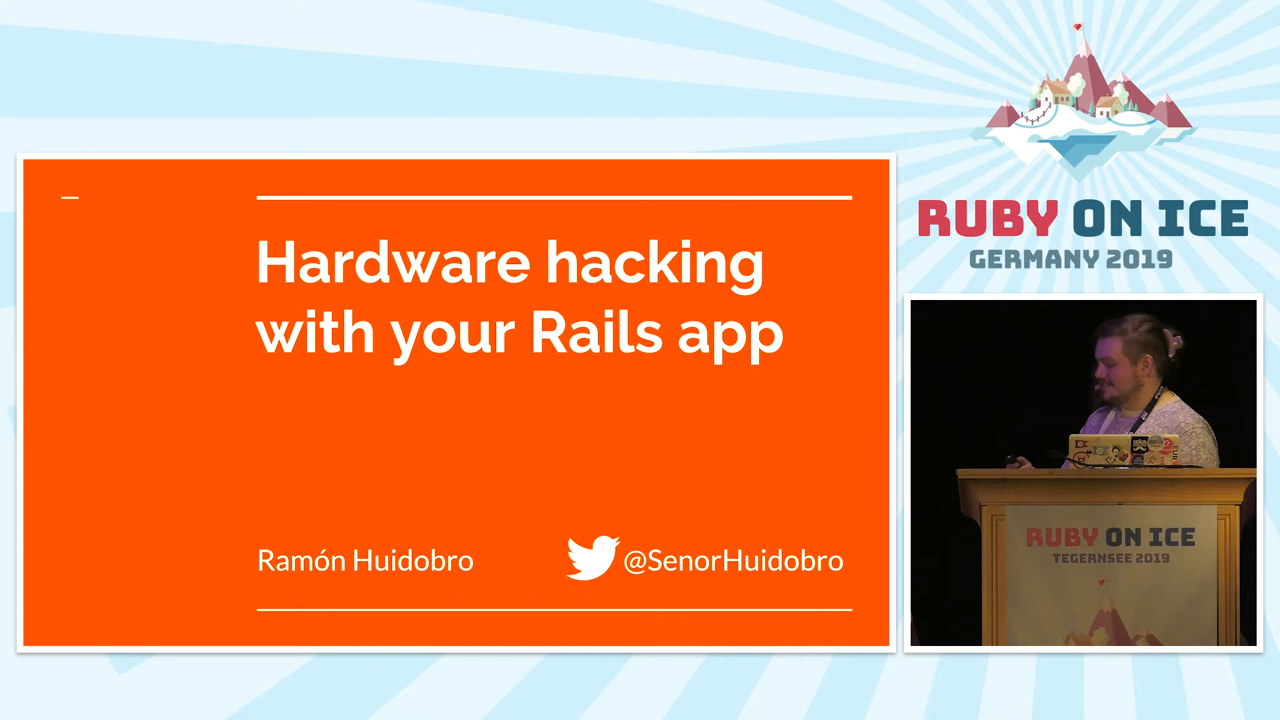 Hardware hacking
with your Rails app
Ramón Huidobro
@SenorHuidobro
RUBY ON ICE
GERMANY 2019
RUBY ON ICE
TEGERNSEE 2019